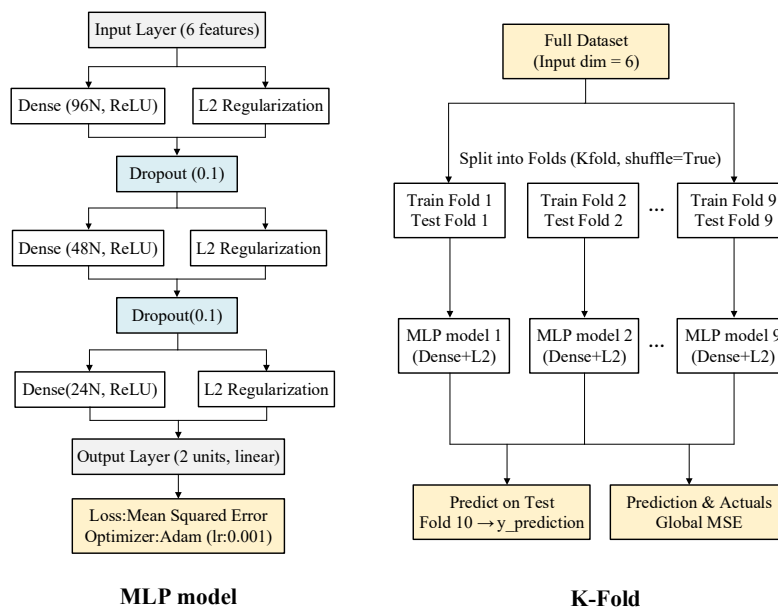 Input Layer (6 features)
Dense (96N, ReLU)
L2 Regularization
Dropout (0.1)
Dense (48N, ReLU)
L2 Regularization
Dropout(0.1)
Dense(24N, ReLU)
L2 Regularization
Output Layer (2 units, linear)
Loss:Mean Squared Error
Optimizer:Adam (lr:0.001)
MLP model
Full Dataset
(Input dim = 6)
Split into Folds (Kfold, shuffle=True)
Train Fold 1
Test Fold 1
Train Fold 2
Test Fold 2
...
Train Fold 9
Test Fold 9
MLP model 1
(Dense+L2)
MLP model 2
(Dense+L2)
...
MLP model 9
(Dense+L2)
Predict on Test
Fold 10 → y_prediction
Prediction & Actuals
Global MSE
K-Fold